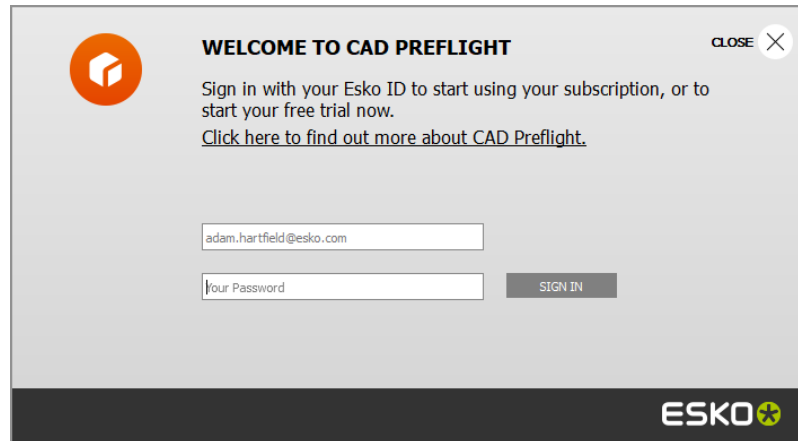 WELCOME TO CAD PREFLIGHT
CLOSE
Sign in with your Esko ID to start using your subscription, or to
start your free trial now.
Click here to find out more about CAD Preflight.
adam.hartfield@esko.com
Your Password
SIGN IN
ESKO